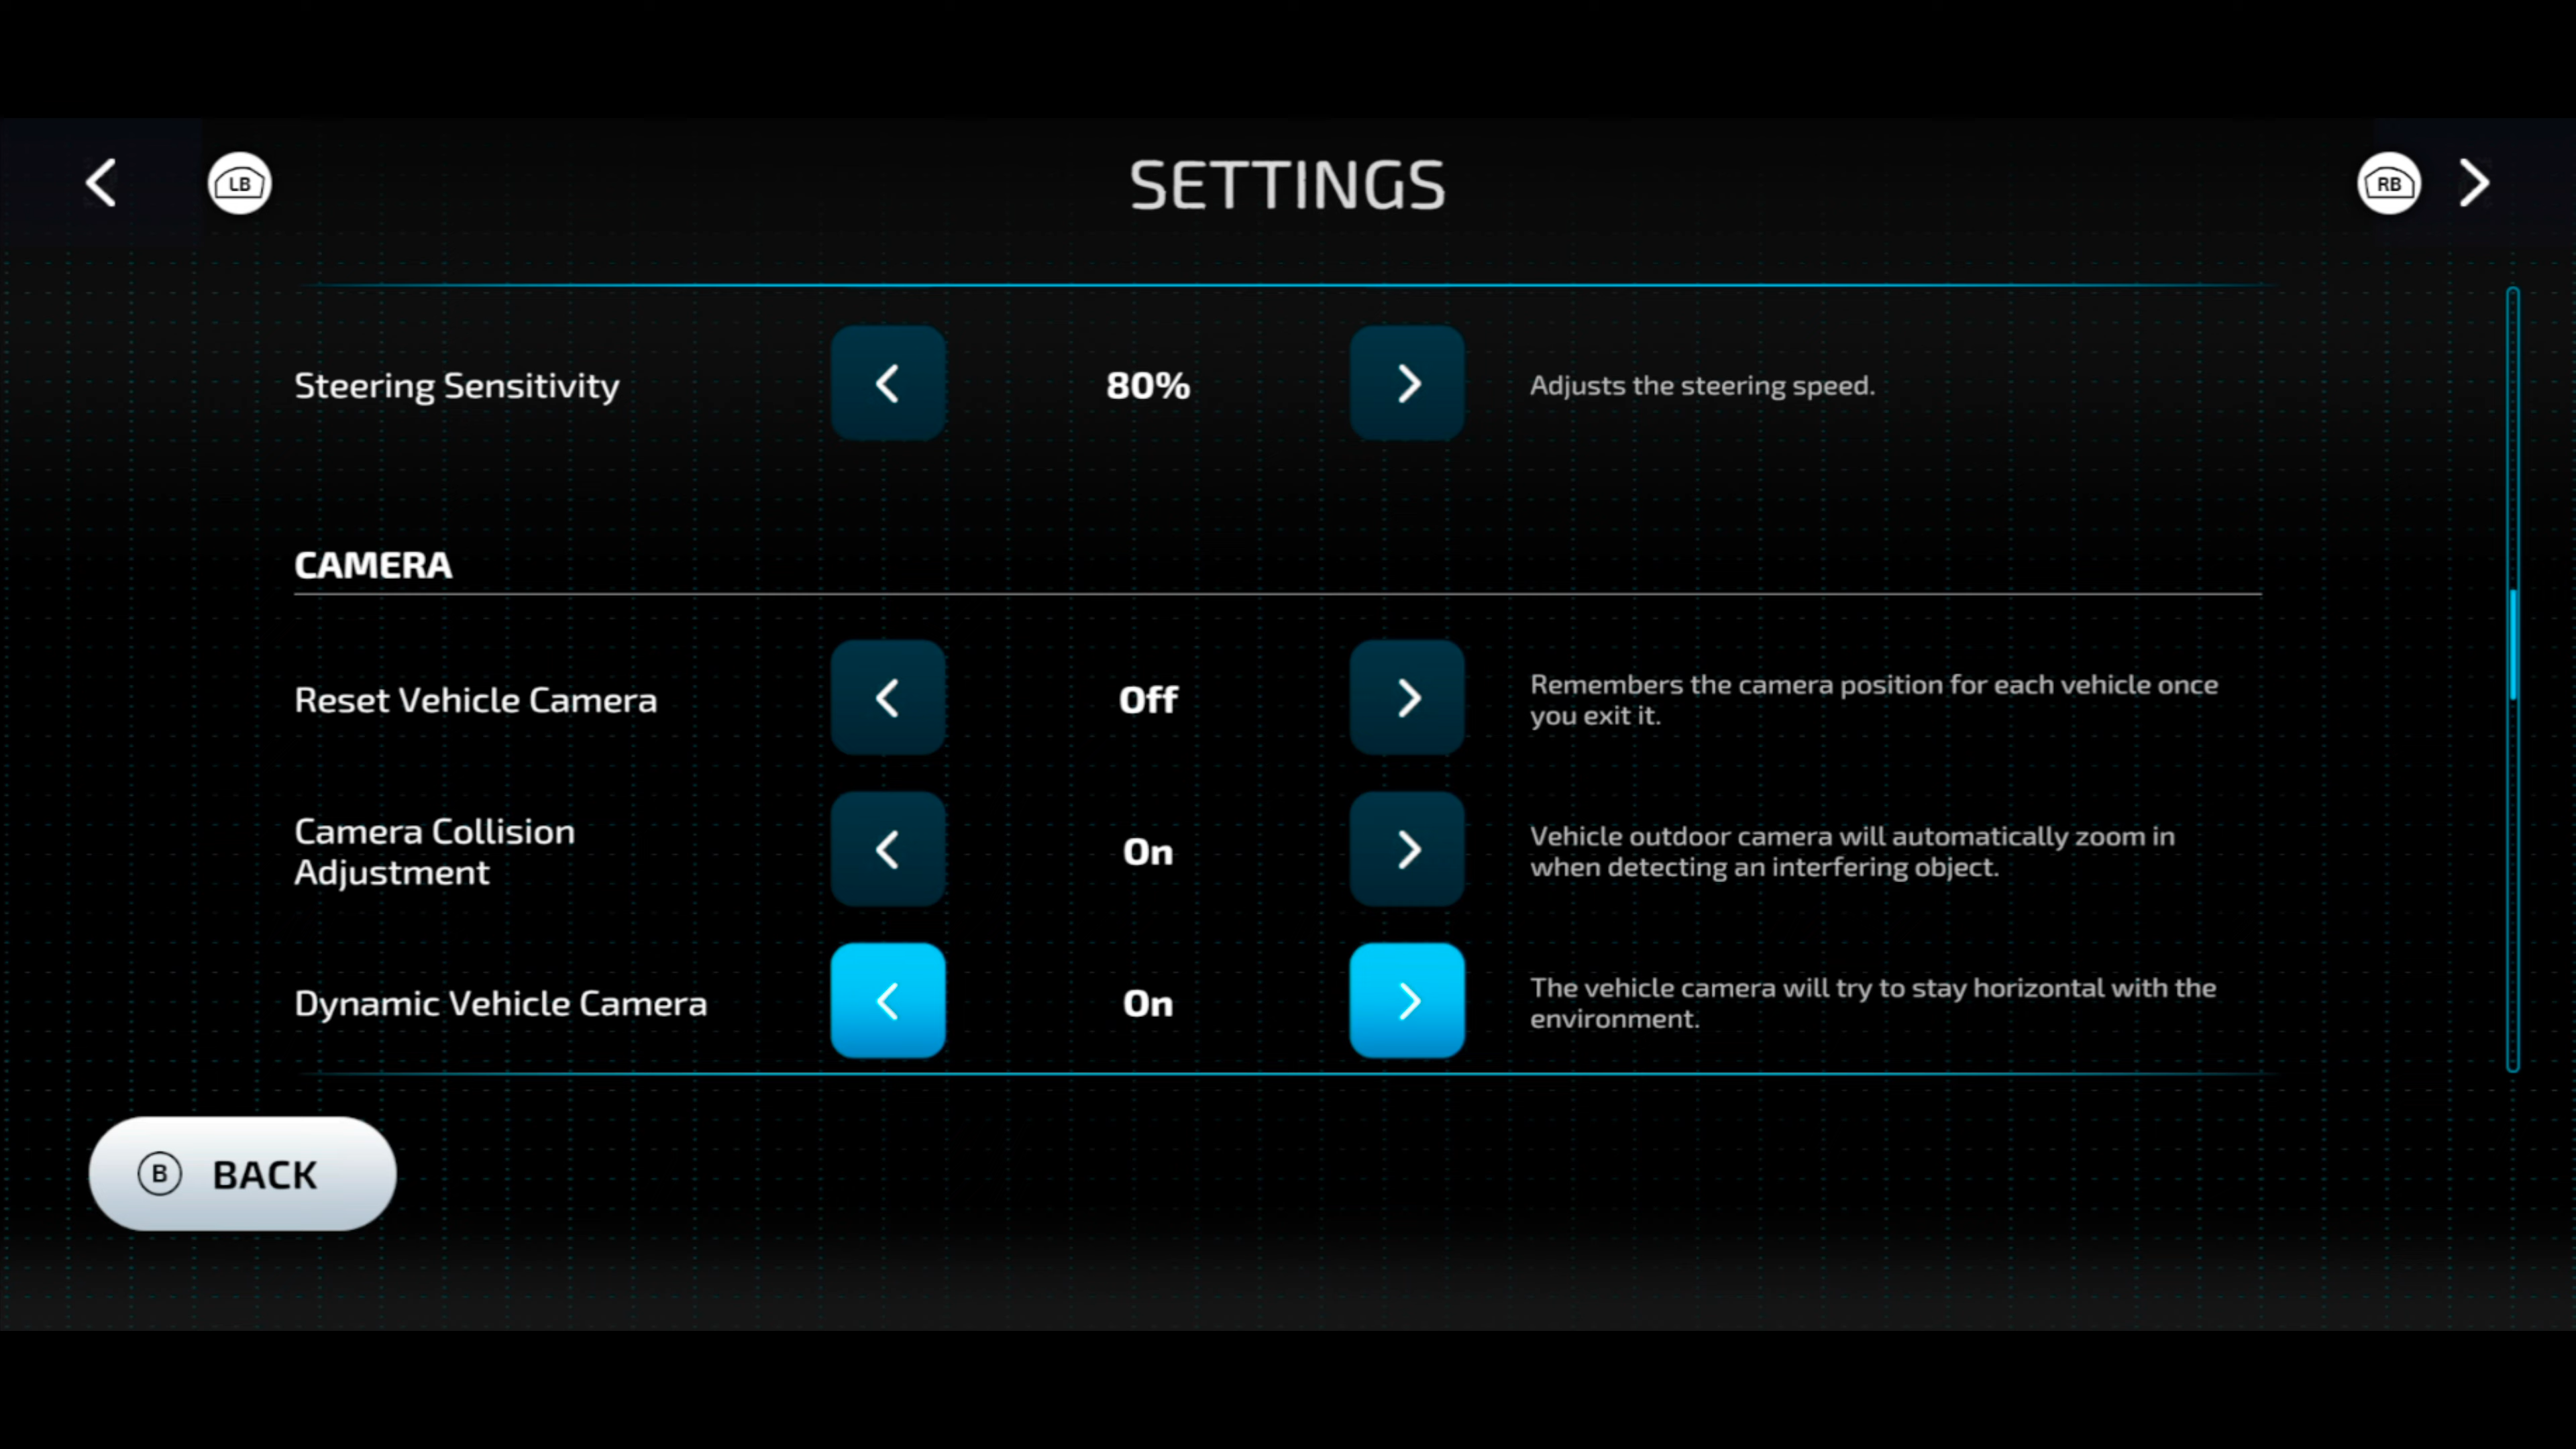 LB
SETTINGS
RB
Steering Sensitivity
80%
Adjusts the steering speed.
CAMERA
Reset Vehicle Camera
Off
Remembers the camera position for each vehicle once
you exit it.
Camera Collision
Adjustment
On
Vehicle outdoor camera will automatically zoom in
when detecting an interfering object.
Dynamic Vehicle Camera
On
The vehicle camera will try to stay horizontal with the
environment.
B BACK